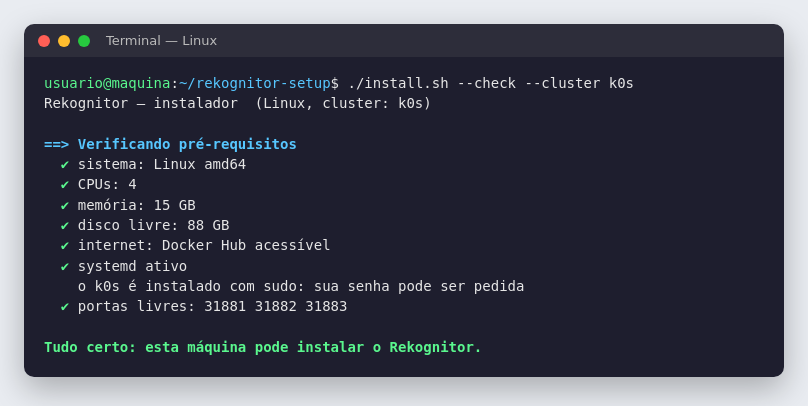 Terminal — Linux
usuario@maquina:~/rekognitor-setup$ ./install.sh --check --cluster k0s
Rekognitor — instalador  (Linux, cluster: k0s)
==> Verificando pré-requisitos
✔ sistema: Linux amd64
✔ CPUs: 4
✔ memória: 15 GB
✔ disco livre: 88 GB
✔ internet: Docker Hub acessível
✔ systemd ativo
o k0s é instalado com sudo: sua senha pode ser pedida
✔ portas livres: 31881 31882 31883
Tudo certo: esta máquina pode instalar o Rekognitor.